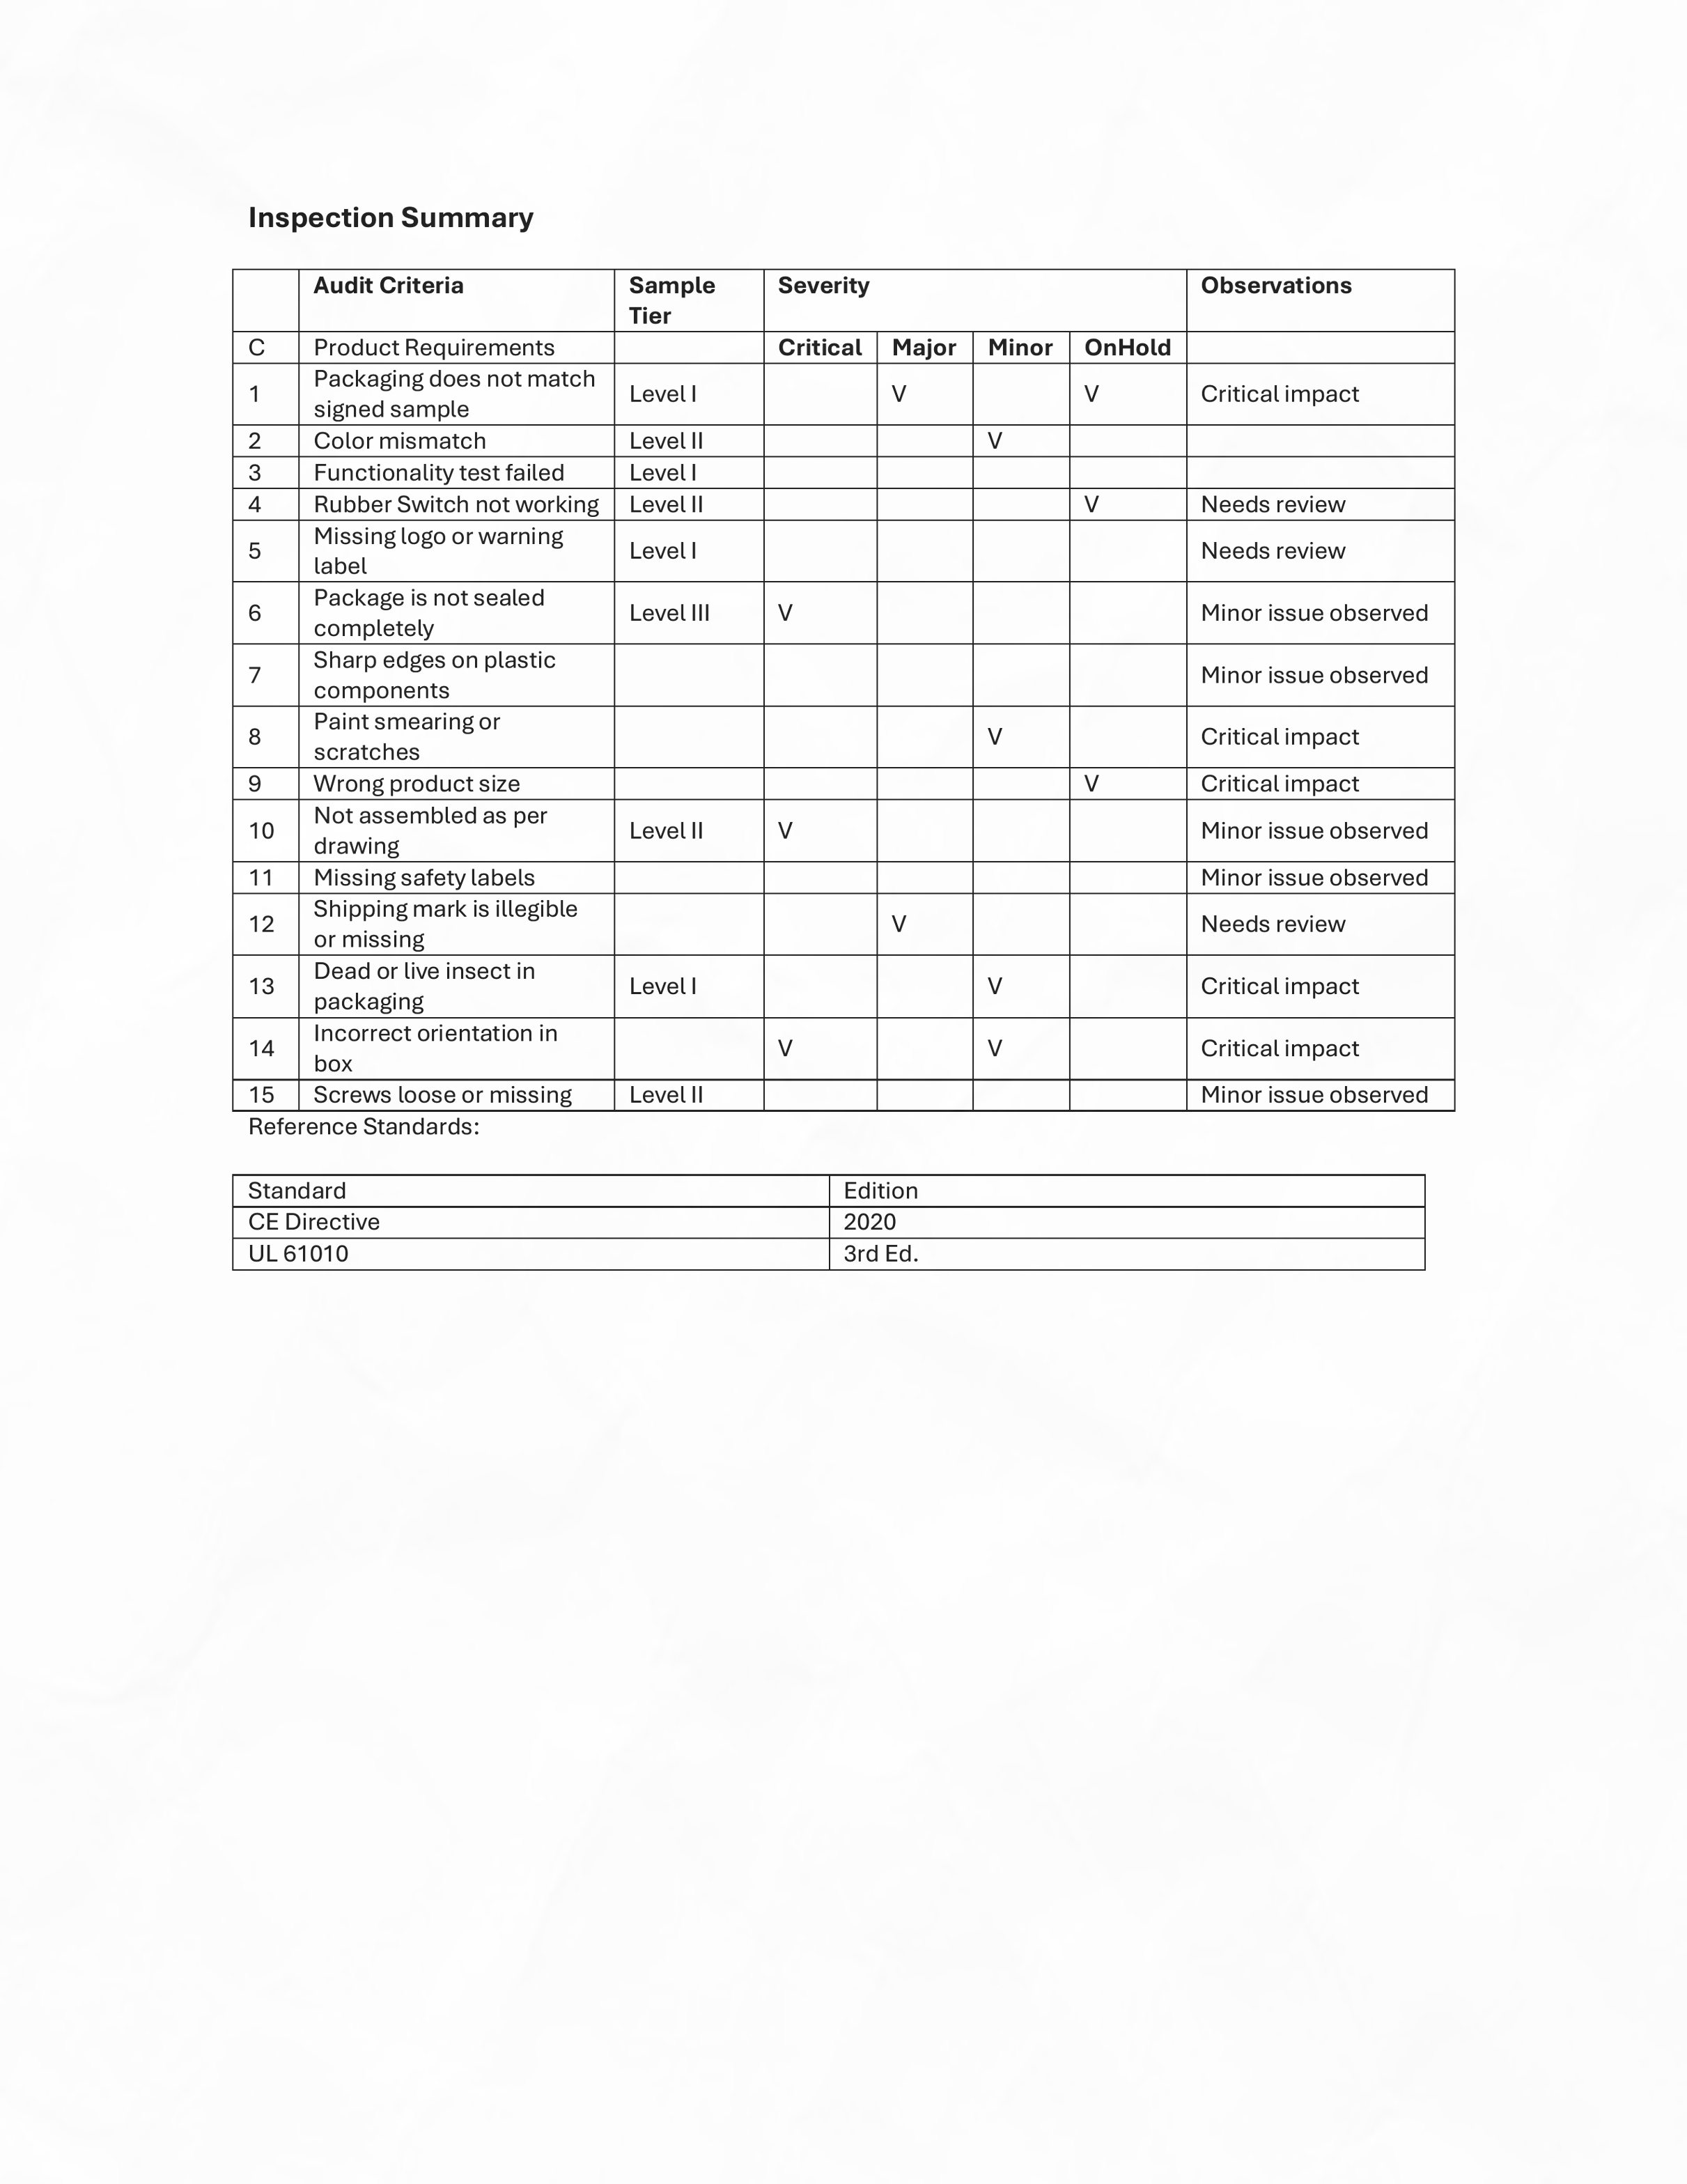 Inspection Summary
Audit Criteria Sample Tier Severity Observations
C Product Requirements Critical Major Minor OnHold
1 Packaging does not match signed sample Level I V V Critical impact
2 Color mismatch Level II V
3 Functionality test failed Level I
4 Rubber Switch not working Level II V Needs review
5 Missing logo or warning label Level I Needs review
6 Package is not sealed completely Level III V Minor issue observed
7 Sharp edges on plastic components Minor issue observed
8 Paint smearing or scratches V Critical impact
9 Wrong product size V Critical impact
10 Not assembled as per drawing Level II V Minor issue observed
11 Missing safety labels Minor issue observed
12 Shipping mark is illegible or missing V Needs review
13 Dead or live insect in packaging Level I V Critical impact
14 Incorrect orientation in box V V Critical impact
15 Screws loose or missing Level II Minor issue observed
Reference Standards:
Standard Edition
CE Directive 2020
UL 61010 3rd Ed.